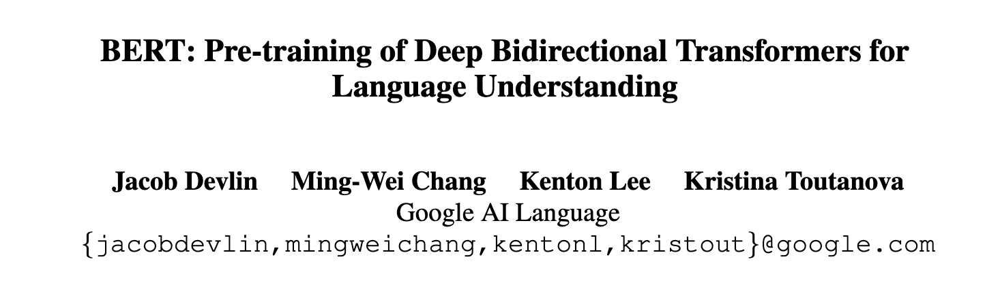 BERT: Pre-training of Deep Bidirectional Transformers for
Language Understanding
Jacob Devlin Ming-Wei Chang Kenton Lee Kristina Toutanova
Google AI Language
{jacobdevlin,mingweichang,kentonl,kristout}@google.com